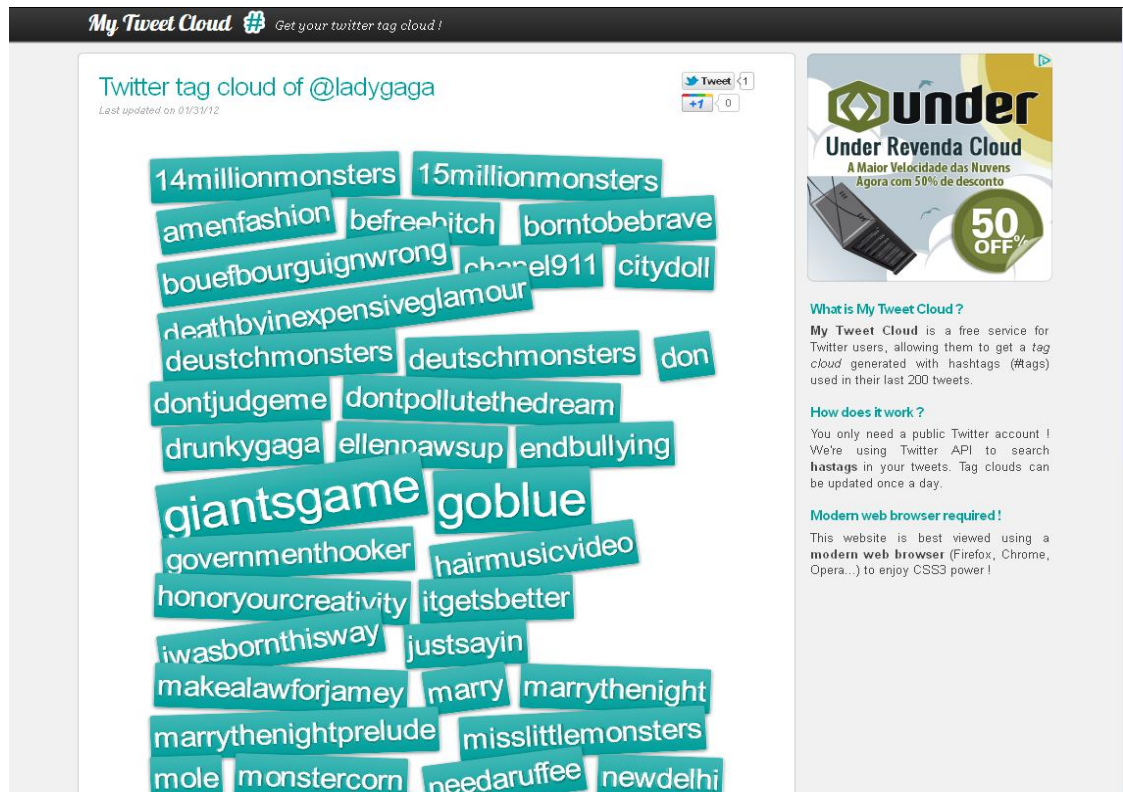 My Tweet Cloud # Get your twitter tag cloud !
Twitter tag cloud of @ladygaga
Last updated on 01/31/12
Tweet 1
+1 0
14millionmonsters 15millionmonsters
amenfashion befreebitch borntobebrave
bouefbourguignwrong chanel911 citydoll
deathbyinexpensiveglamour
deustchmonsters deutschmonsters don
dontjudgeme dontpollutethedream
drunkygaga ellenpawsup endbullying
giantsgame goblue
governmenthooker hairmusicvideo
honoryourcreativity itgetsbetter
iwasbornthisway justsayin
makealawforjamey marry marrythenight
marrythenightprelude misslittlemonsters
mole monstercorn needaruffee newdelhi
under
Under Revenda Cloud
A Maior Velocidade das Nuvens
Agora com 50% de desconto
50
OFF%
What is My Tweet Cloud ?
My Tweet Cloud is a free service for
Twitter users, allowing them to get a tag
cloud generated with hashtags (#tags)
used in their last 200 tweets.
How does it work ?
You only need a public Twitter account !
We're using Twitter API to search
hastags in your tweets. Tag clouds can
be updated once a day.
Modern web browser required !
This website is best viewed using a
modern web browser (Firefox, Chrome,
Opera...) to enjoy CSS3 power !